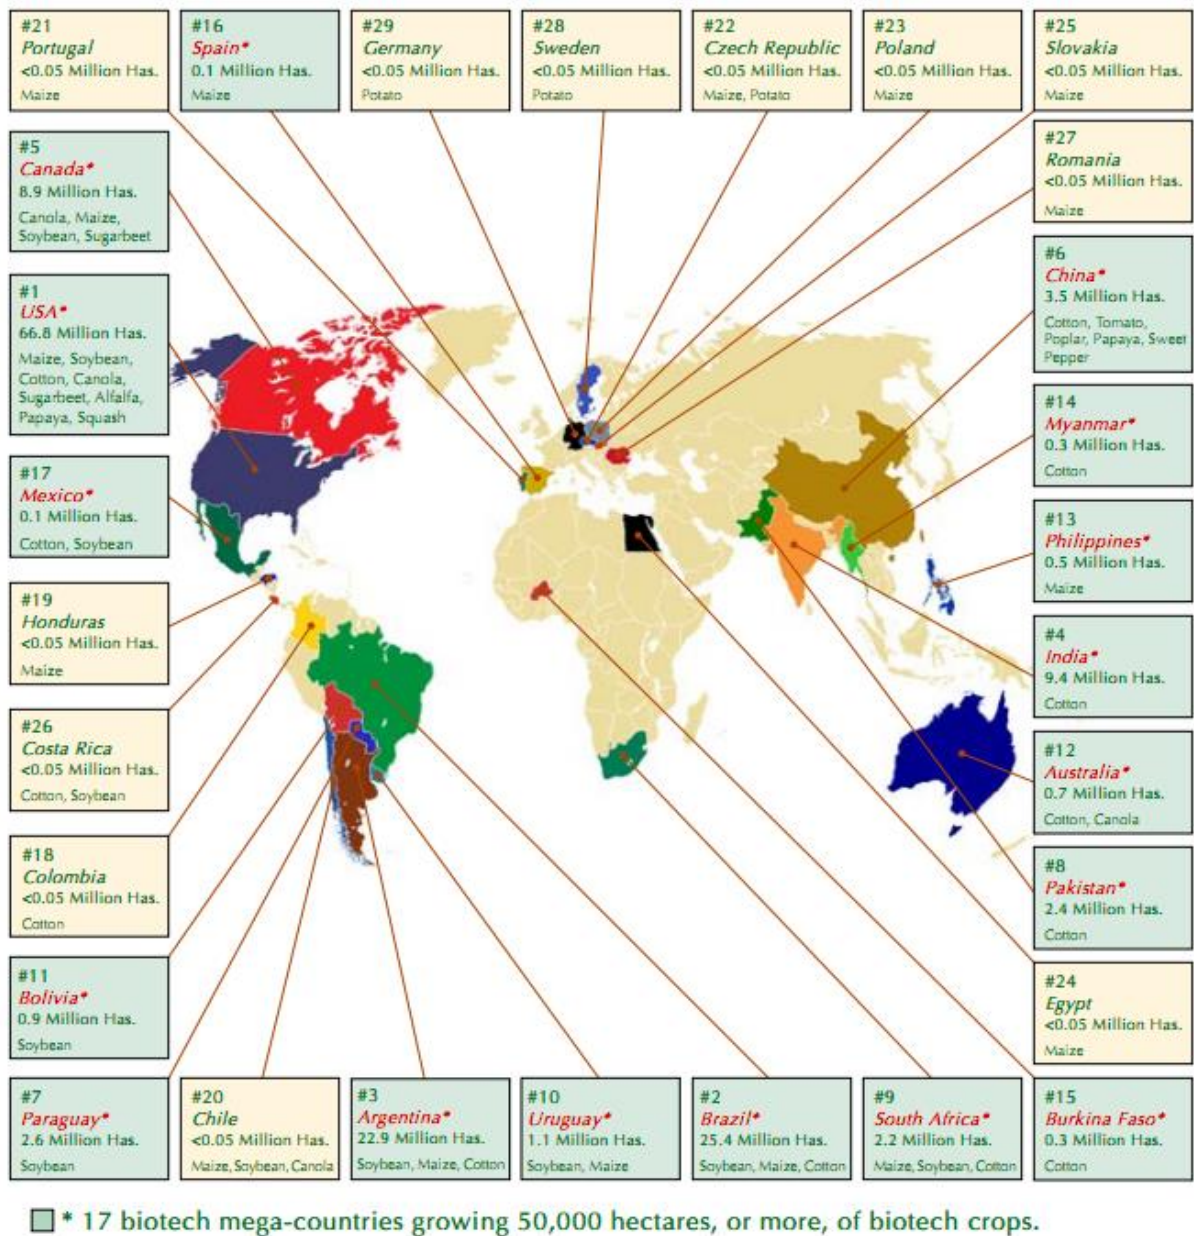 #21
Portugal
<0.05 Million Has.
Maize
#16
Spain*
0.1 Million Has.
Maize
#29
Germany
<0.05 Million Has.
Potato
#28
Sweden
<0.05 Million Has.
Potato
#22
Czech Republic
<0.05 Million Has.
Maize, Potato
#23
Poland
<0.05 Million Has.
Maize
#25
Slovakia
<0.05 Million Has.
Maize
#5
Canada*
8.9 Million Has.
Canola, Maize,
Soybean, Sugarbeet
#27
Romania
<0.05 Million Has.
Maize
#1
USA*
66.8 Million Has.
Maize, Soybean,
Cotton, Canola,
Sugarbeet, Alfalfa,
Papaya, Squash
#6
China*
3.5 Million Has.
Cotton, Tomato,
Poplar, Papaya, Sweet
Pepper
#17
Mexico*
0.1 Million Has.
Cotton, Soybean
#14
Myanmar*
0.3 Million Has.
Cotton
#13
Philippines*
0.5 Million Has.
Maize
#19
Honduras
<0.05 Million Has.
Maize
#4
India*
9.4 Million Has.
Cotton
#26
Costa Rica
<0.05 Million Has.
Cotton, Soybean
#12
Australia*
0.7 Million Has.
Cotton, Canola
#18
Colombia
<0.05 Million Has.
Cotton
#8
Pakistan*
2.4 Million Has.
Cotton
#11
Bolivia*
0.9 Million Has.
Soybean
#24
Egypt
<0.05 Million Has.
Maize
#7
Paraguay*
2.6 Million Has.
Soybean
#20
Chile
<0.05 Million Has.
Maize, Soybean, Canola
#3
Argentina*
22.9 Million Has.
Soybean, Maize, Cotton
#10
Uruguay*
1.1 Million Has.
Soybean, Maize
#2
Brazil*
25.4 Million Has.
Soybean, Maize, Cotton
#9
South Africa*
2.2 Million Has.
Maize, Soybean, Cotton
#15
Burkina Faso*
0.3 Million Has.
Cotton
* 17 biotech mega-countries growing 50,000 hectares, or more, of biotech crops.